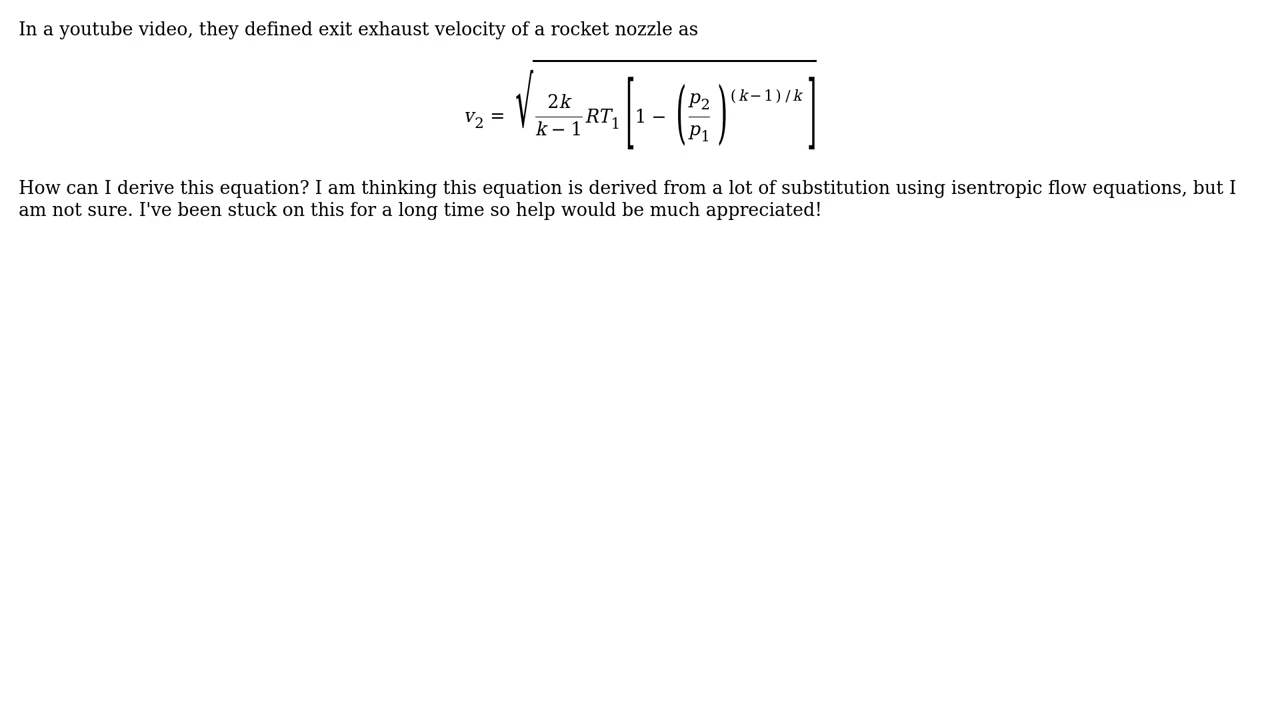 In a youtube video, they defined exit exhaust velocity of a rocket nozzle as
v₂ = √( 2k/(k − 1) RT₁ [ 1 − (p₂/p₁)^((k−1)/k) ] )
How can I derive this equation? I am thinking this equation is derived from a lot of substitution using isentropic flow equations, but I
am not sure. I've been stuck on this for a long time so help would be much appreciated!